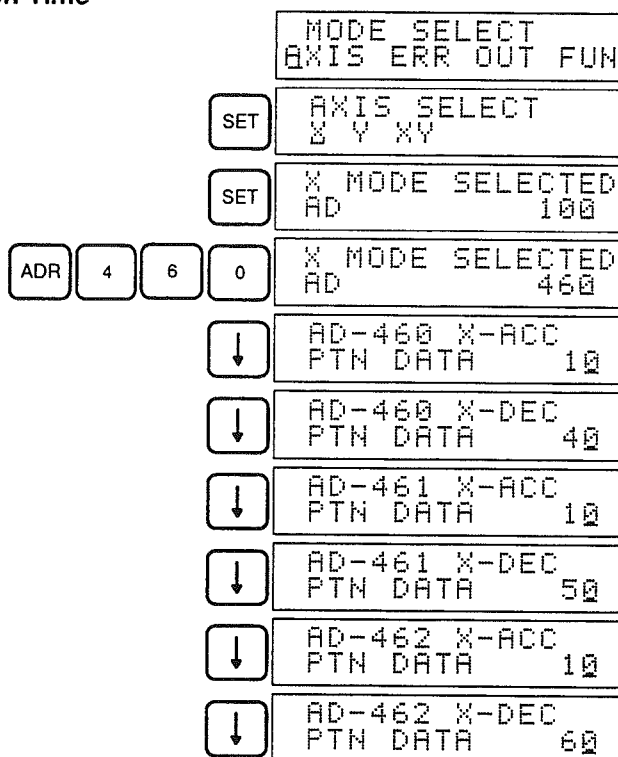 MODE SELECT
AXIS ERR OUT FUN
SET
AXIS SELECT
X Y XY
SET
X MODE SELECTED
AD 100
ADR 4 6 0
X MODE SELECTED
AD 460
↓
AD-460 X-ACC
PTN DATA 10
↓
AD-460 X-DEC
PTN DATA 40
↓
AD-461 X-ACC
PTN DATA 10
↓
AD-461 X-DEC
PTN DATA 50
↓
AD-462 X-ACC
PTN DATA 10
↓
AD-462 X-DEC
PTN DATA 60